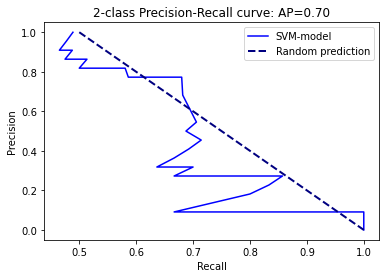 2-class Precision-Recall curve: AP=0.70
SVM-model
Random prediction
Precision
1.0
0.8
0.6
0.4
0.2
0.0
0.5 0.6 0.7 0.8 0.9 1.0
Recall